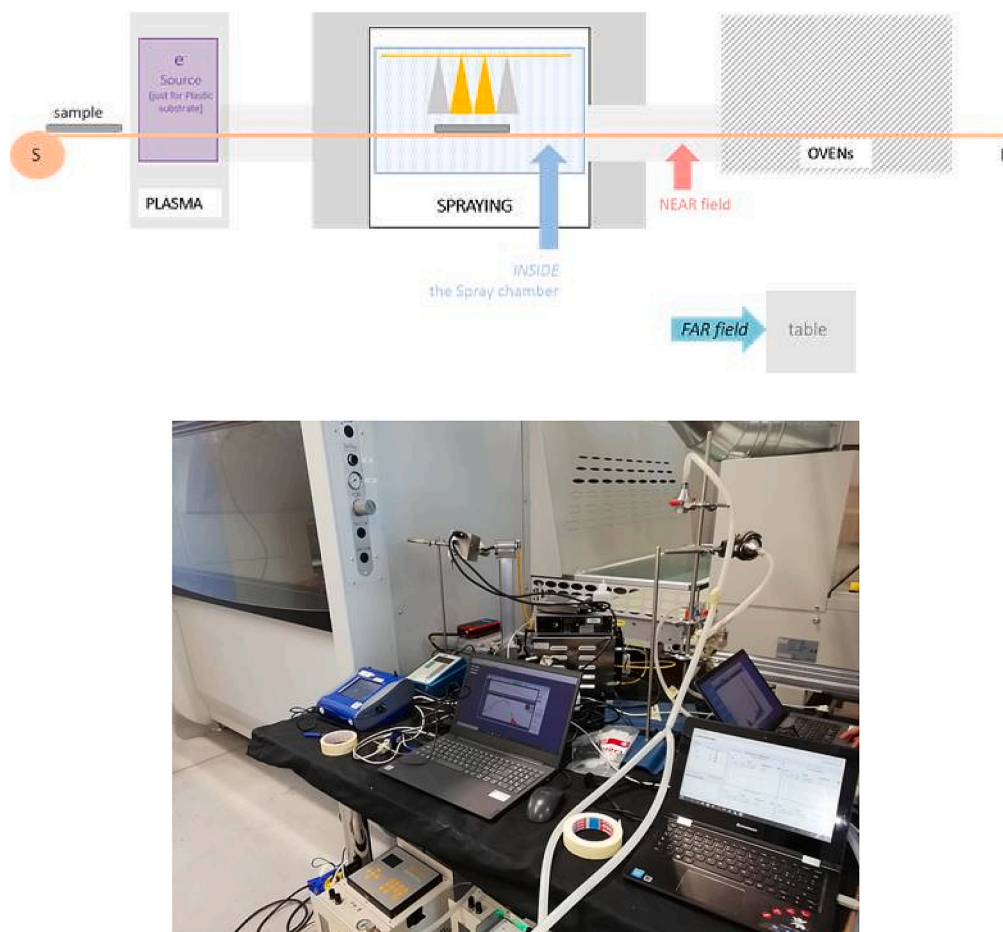 e⁻
Source
[just for Plastic
substrate]
sample
S
PLASMA
SPRAYING
OVENs
NEAR field
INSIDE
the Spray chamber
FAR field
table